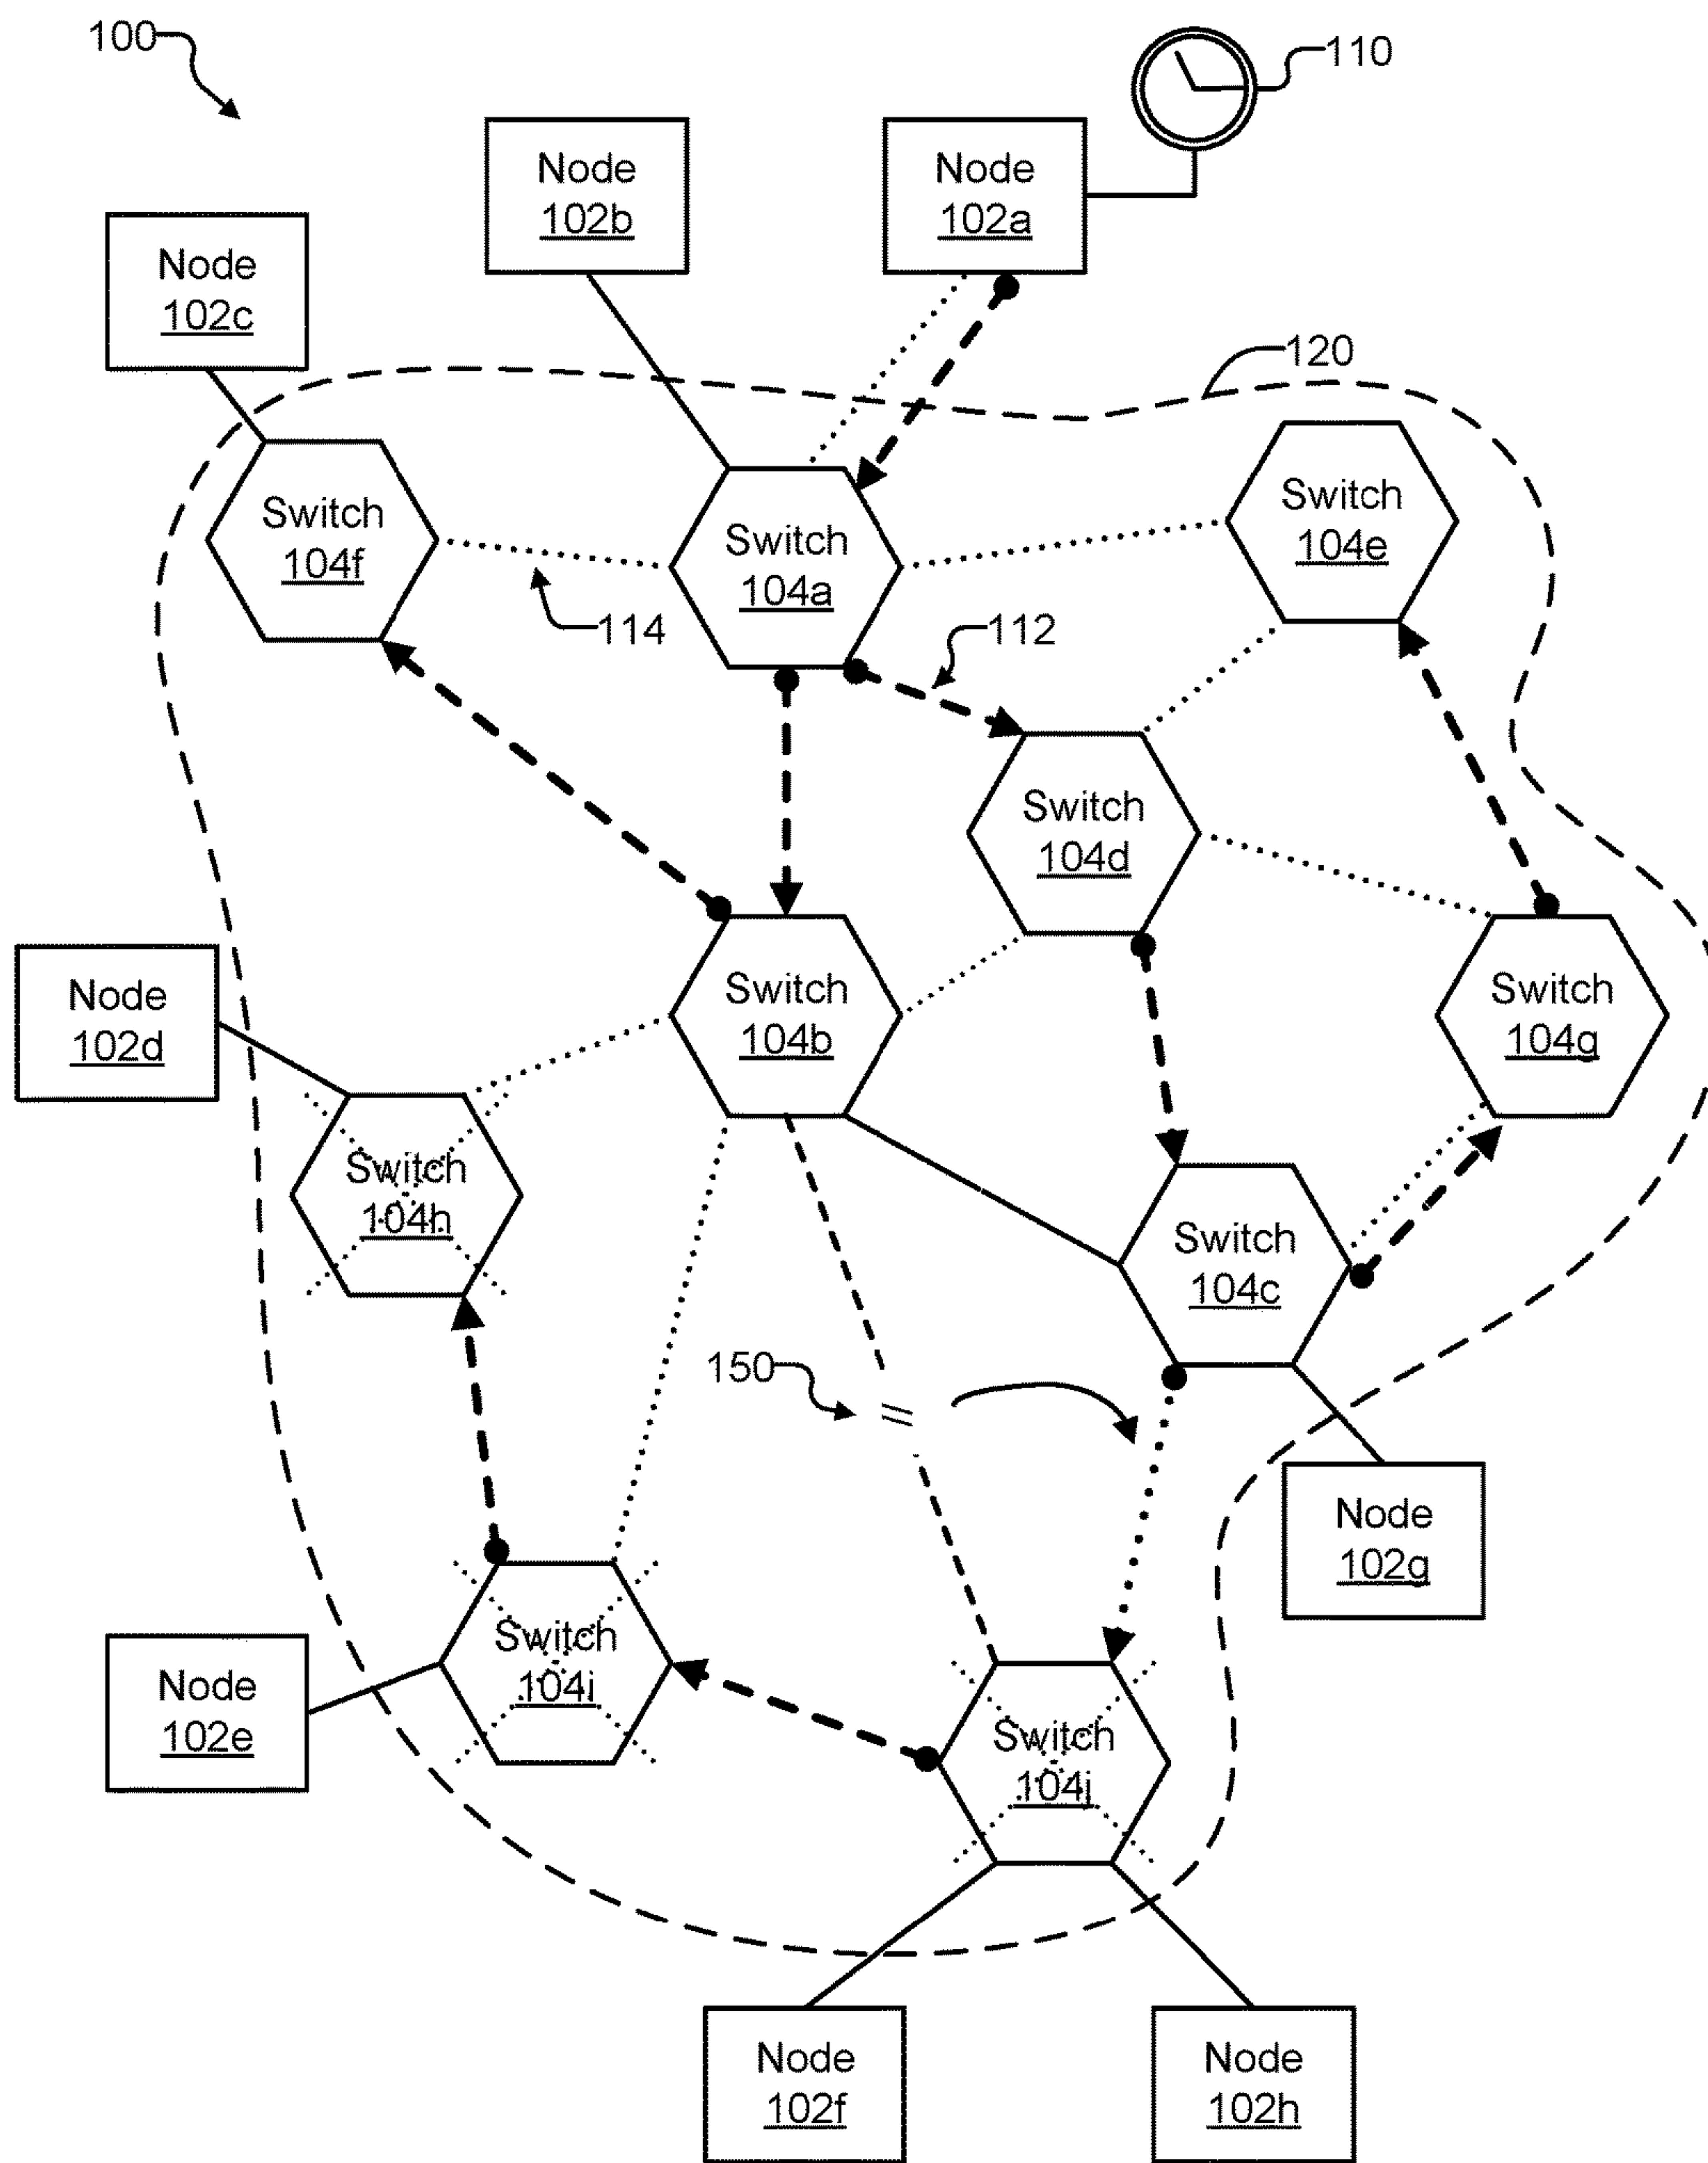 100
110
Node
102b
Node
102a
Node
102c
120
Switch
104f
Switch
104a
Switch
104e
114
112
Switch
104d
Node
102d
Switch
104b
Switch
104g
Switch
104h
Switch
104c
150
Node
102g
Switch
104i
Node
102e
Switch
104j
Node
102f
Node
102h